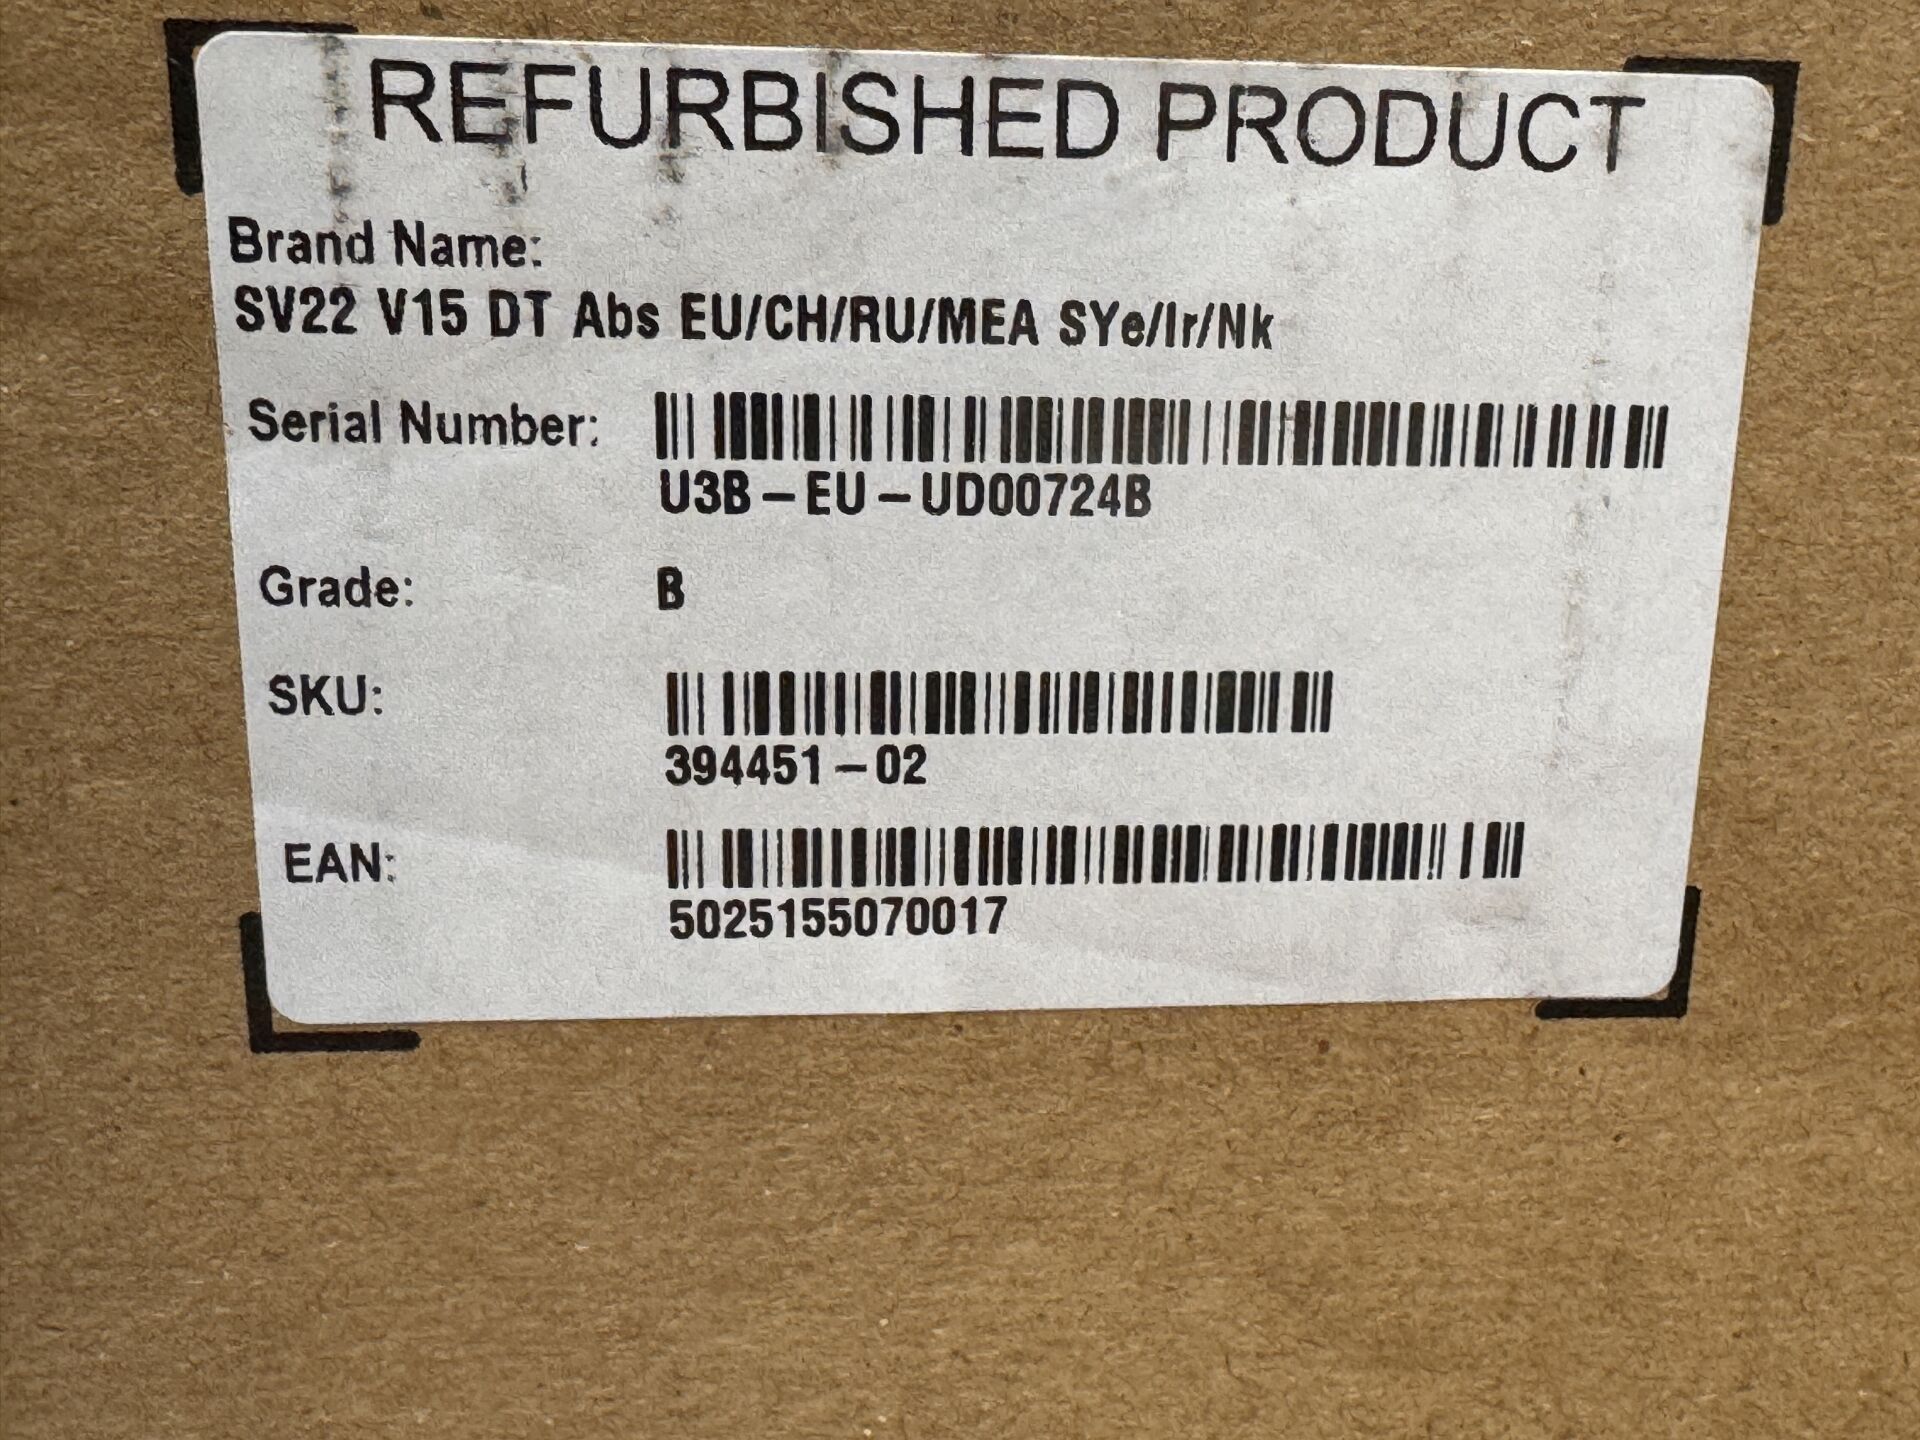 REFURBISHED PRODUCT
Brand Name:
SV22 V15 DT Abs EU/CH/RU/MEA SYe/Ir/Nk
Serial Number:
U3B-EU-UD00724B
Grade: B
SKU:
394451-02
EAN:
5025155070017